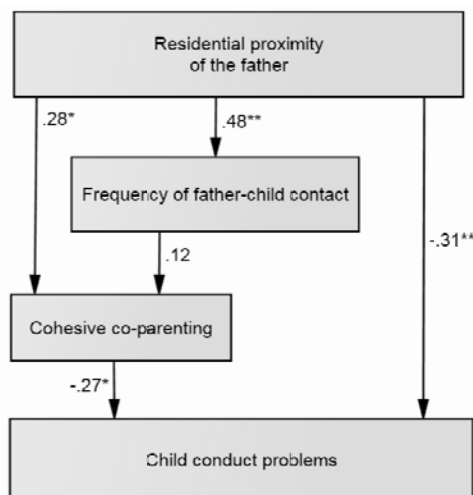 Residential proximity
of the father
.28*
.48**
Frequency of father-child contact
-.31**
.12
Cohesive co-parenting
-.27*
Child conduct problems